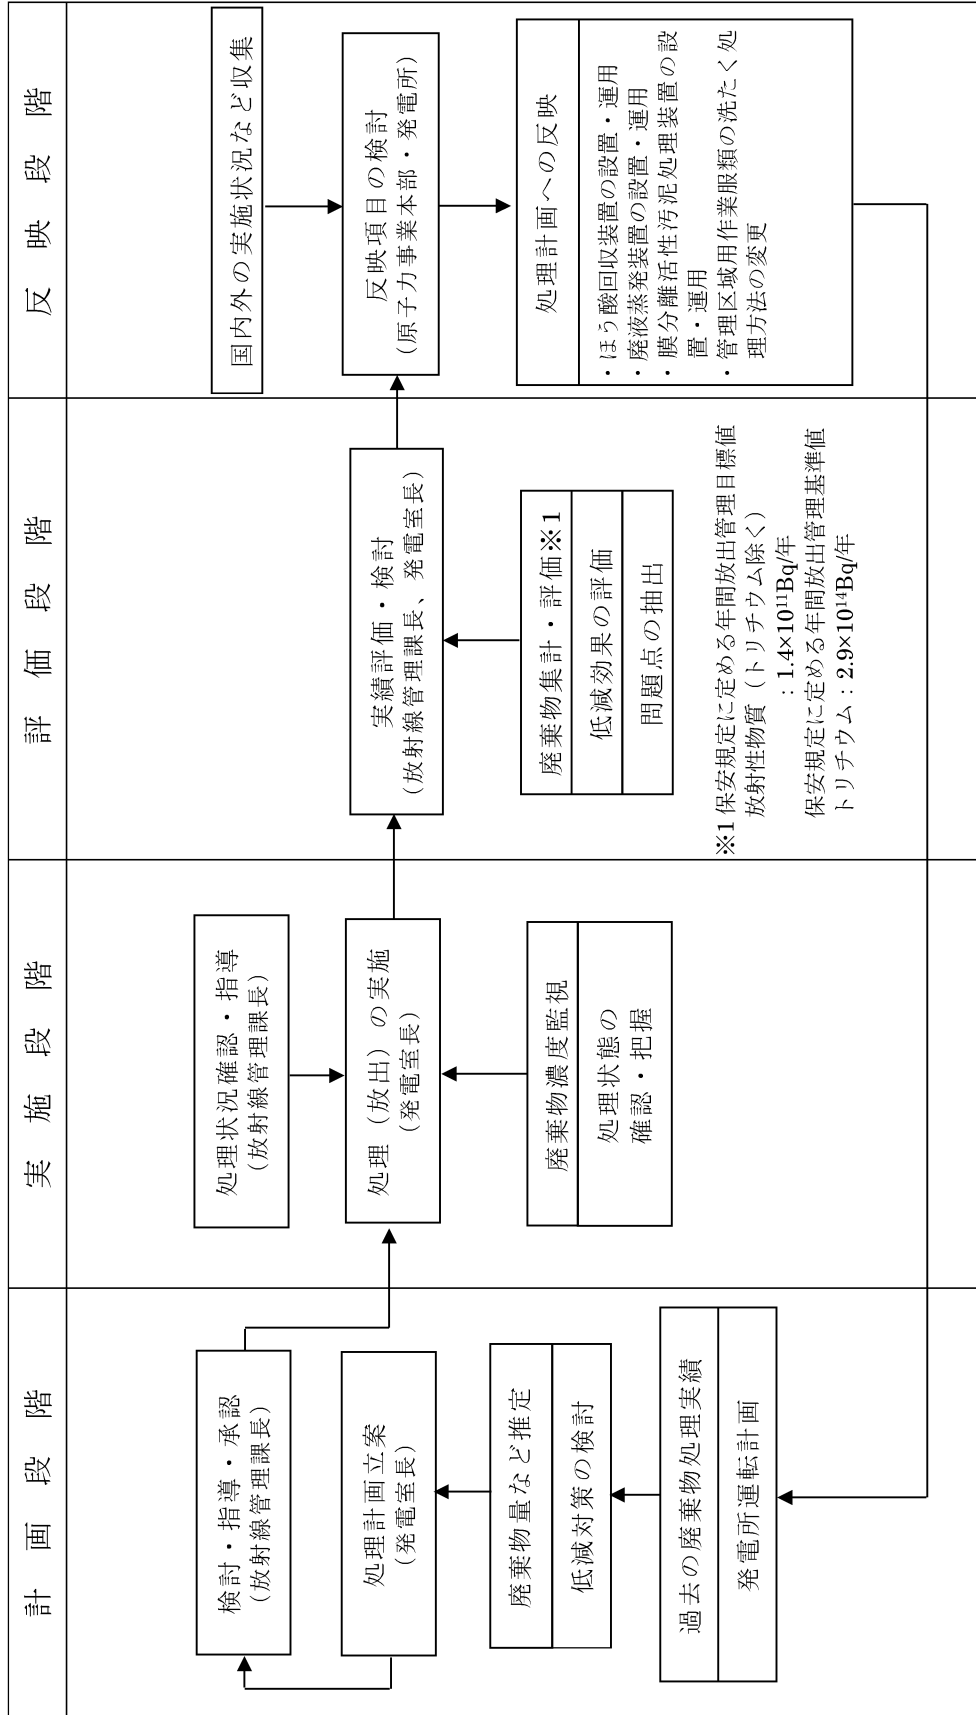 計画段階
検討・指導・承認
(放射線管理課長)
処理計画立案
(発電室長)
廃棄物量など推定
低減対策の検討
過去の廃棄物処理実績
発電所運転計画
実施段階
処理状況確認・指導
(放射線管理課長)
処理（放出）の実施
(発電室長)
廃棄物濃度監視
処理状態の
確認・把握
評価段階
実績評価・検討
(放射線管理課長、発電室長)
廃棄物集計・評価※1
低減効果の評価
問題点の抽出
※1 保安規定に定める年間放出管理目標値
放射性物質（トリチウム除く）
：1.4×10¹¹Bq/年
保安規定に定める年間放出管理基準値
トリチウム：2.9×10¹⁴Bq/年
反映段階
国内外の実施状況など収集
反映項目の検討
(原子力事業本部・発電所)
処理計画への反映
・ほう酸回収装置の設置・運用
・廃液蒸発装置の設置・運用
・膜分離活性汚泥処理装置の設
置・運用
・管理区域用作業服類の洗たく処
理方法の変更